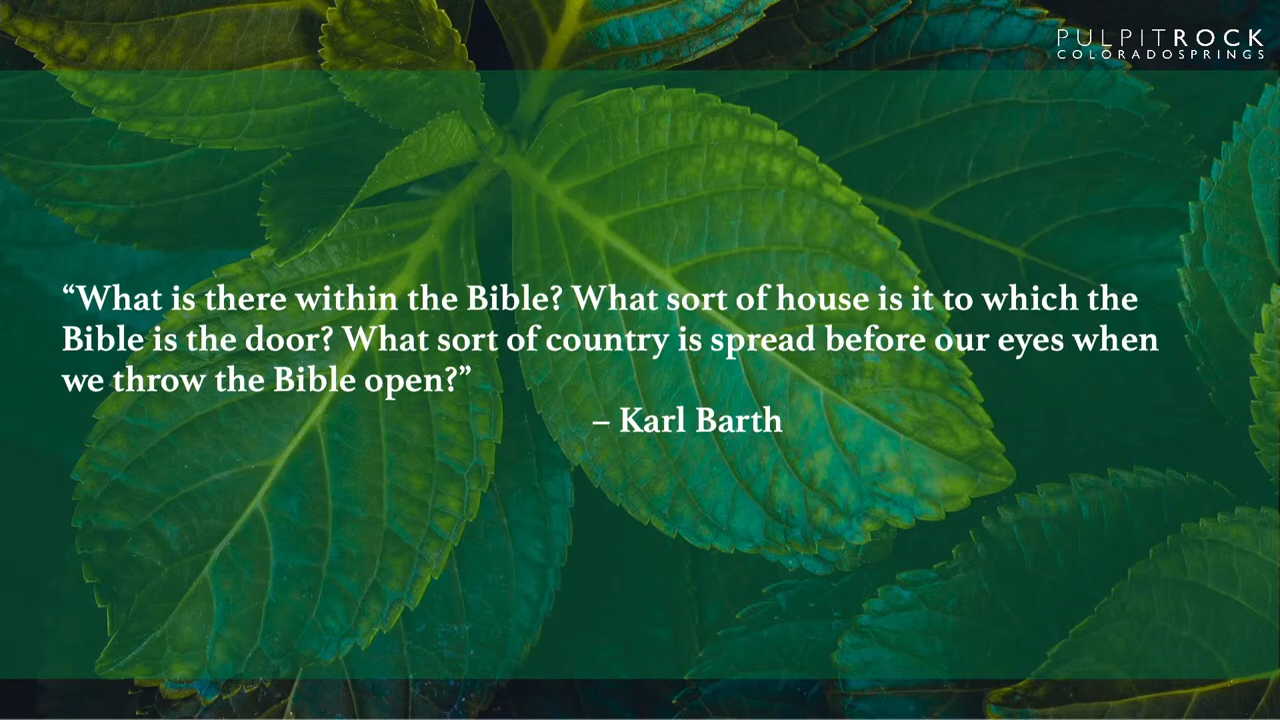 PULPITROCK
COLORADOSPRINGS
“What is there within the Bible? What sort of house is it to which the
Bible is the door? What sort of country is spread before our eyes when
we throw the Bible open?”
– Karl Barth